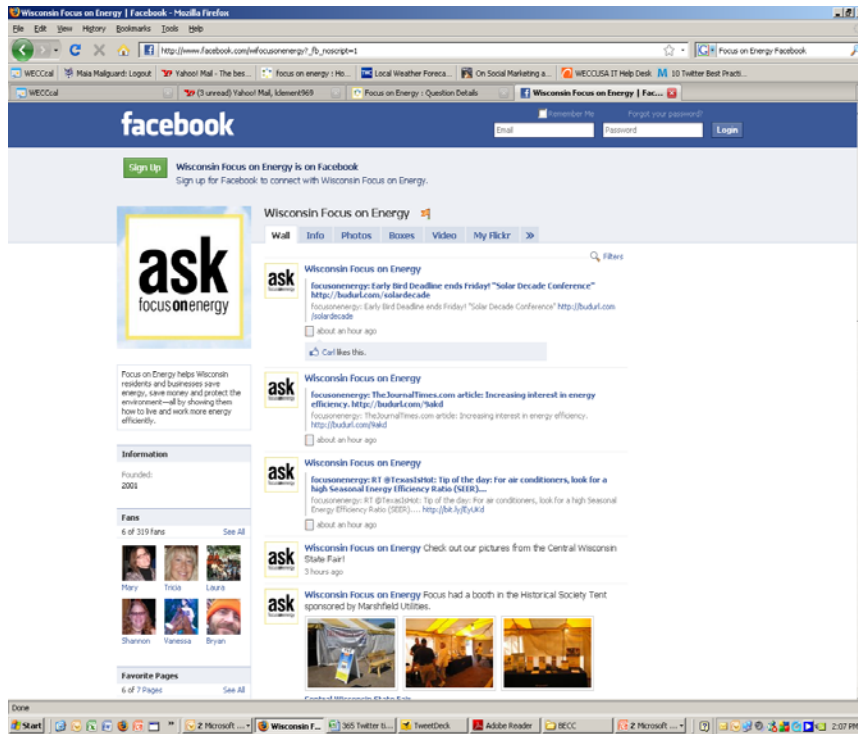 Wisconsin Focus on Energy | Facebook - Mozilla Firefox
File Edit View History Bookmarks Tools Help
http://www.facebook.com/wifocusonenergy?_fb_noscript=1
Focus on Energy Facebook
WECCcal Maia Maliguard: Logout Yahoo! Mail - The bes... focus on energy : Ho... Local Weather Foreca... On Social Marketing a... WECCUSA IT Help Desk 10 Twitter Best Practi...
WECCcal (3 unread) Yahoo! Mail, ldement969 Focus on Energy : Question Details Wisconsin Focus on Energy | Fac...
facebook
Remember Me Forgot your password?
Email Password Login
Sign Up
Wisconsin Focus on Energy is on Facebook
Sign up for Facebook to connect with Wisconsin Focus on Energy.
ask
focusonenergy
Focus on Energy helps Wisconsin
residents and businesses save
energy, save money and protect the
environment—all by showing them
how to live and work more energy
efficiently.
Information
Founded:
2001
Fans
6 of 319 fans See All
Mary Tricia Laura
Shannon Vanessa Bryan
Favorite Pages
6 of 7 Pages See All
Wisconsin Focus on Energy
Wall Info Photos Boxes Video My Flickr »
Filters
ask
Wisconsin Focus on Energy
focusonenergy: Early Bird Deadline ends Friday! "Solar Decade Conference"
http://budurl.com/solardecade
focusonenergy: Early Bird Deadline ends Friday! "Solar Decade Conference" http://budurl.com
/solardecade
about an hour ago
Carl likes this.
ask
Wisconsin Focus on Energy
focusonenergy: TheJournalTimes.com article: Increasing interest in energy
efficiency. http://budurl.com/9akd
focusonenergy: TheJournalTimes.com article: Increasing interest in energy efficiency.
http://budurl.com/9akd
about an hour ago
ask
Wisconsin Focus on Energy
focusonenergy: RT @TexasIsHot: Tip of the day: For air conditioners, look for a
high Seasonal Energy Efficiency Ratio (SEER)....
focusonenergy: RT @TexasIsHot: Tip of the day: For air conditioners, look for a high Seasonal
Energy Efficiency Ratio (SEER).... http://bit.ly/EyUKd
about an hour ago
ask
Wisconsin Focus on Energy Check out our pictures from the Central Wisconsin
State Fair!
3 hours ago
ask
Wisconsin Focus on Energy Focus had a booth in the Historical Society Tent
sponsored by Marshfield Utilities.
Central Wisconsin State Fair
Done
Start » 2 Microsoft ... Wisconsin F... 365 Twitter ti... TweetDeck Adobe Reader BECC 2 Microsoft ... 2:07 PM